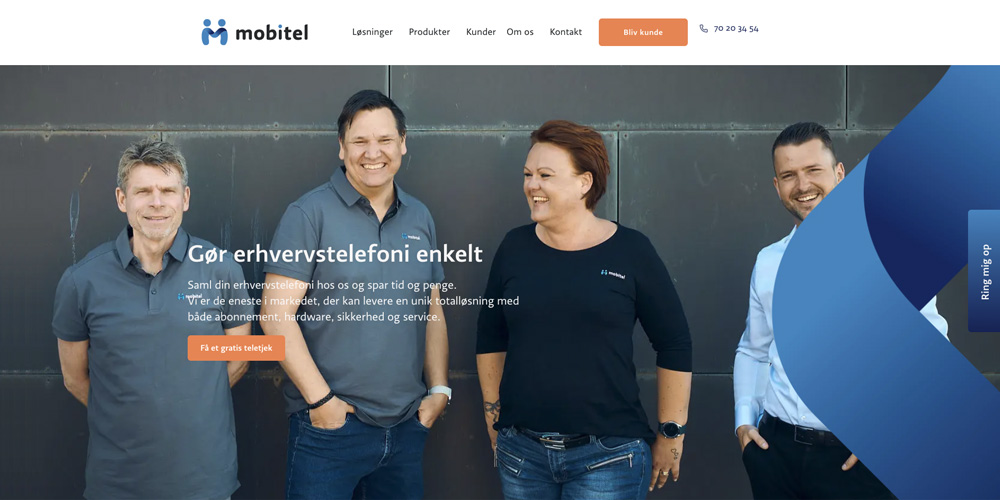 mobitel
Løsninger
Produkter
Kunder
Om os
Kontakt
Bliv kunde
70 20 34 54
Gør erhvervstelefoni enkelt
Saml din erhvervstelefoni hos os og spar tid og penge.
Vi er de eneste i markedet, der kan levere en unik totalløsning med
både abonnement, hardware, sikkerhed og service.
Få et gratis teletjek
mobitel
mobitel
mobitel
Ring mig op